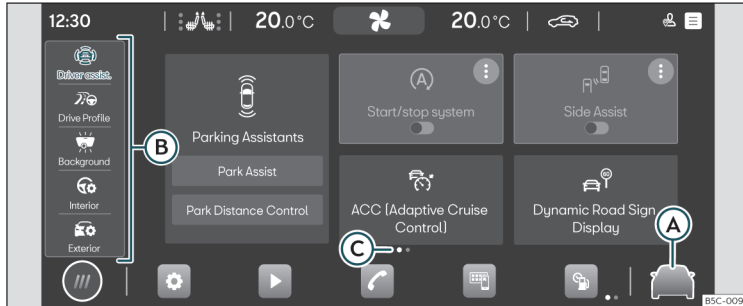 12:30
20.0°C
20.0°C
Driver assist.
Drive Profile
Background
Interior
Exterior
B
Parking Assistants
Park Assist
Park Distance Control
A
Start/stop system
Side Assist
ACC (Adaptive Cruise
Control)
60
Dynamic Road Sign
Display
A
C
B5C-009